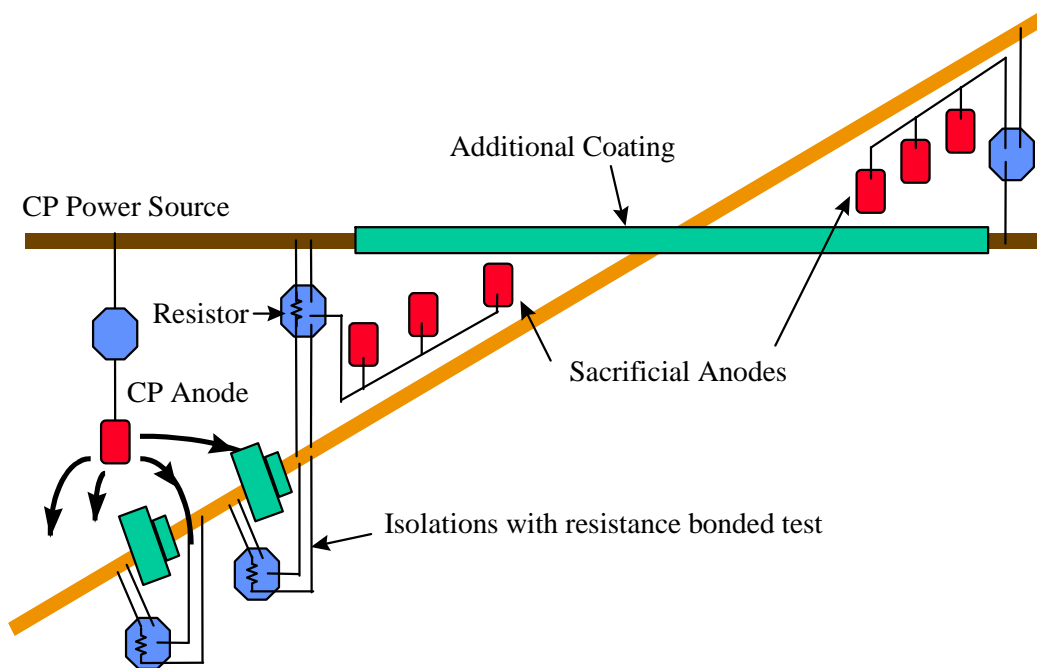 Additional Coating
CP Power Source
Resistor
Sacrificial Anodes
CP Anode
Isolations with resistance bonded test